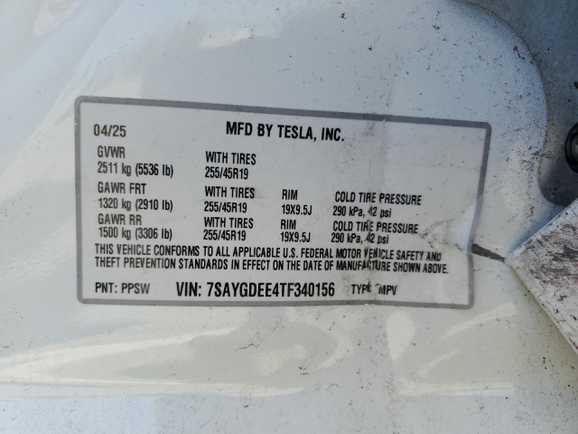 04/25 MFD BY TESLA, INC.
GVWR WITH TIRES
2511 kg (5536 lb) 255/45R19
GAWR FRT WITH TIRES RIM COLD TIRE PRESSURE
1320 kg (2910 lb) 255/45R19 19X9.5J 290 kPa, 42 psi
GAWR RR WITH TIRES RIM COLD TIRE PRESSURE
1500 kg (3306 lb) 255/45R19 19X9.5J 290 kPa, 42 psi
THIS VEHICLE CONFORMS TO ALL APPLICABLE U.S. FEDERAL MOTOR VEHICLE SAFETY AND
THEFT PREVENTION STANDARDS IN EFFECT ON THE DATE OF MANUFACTURE SHOWN ABOVE.
PNT: PPSW VIN: 7SAYGDEE4TF340156 TYPE: MPV